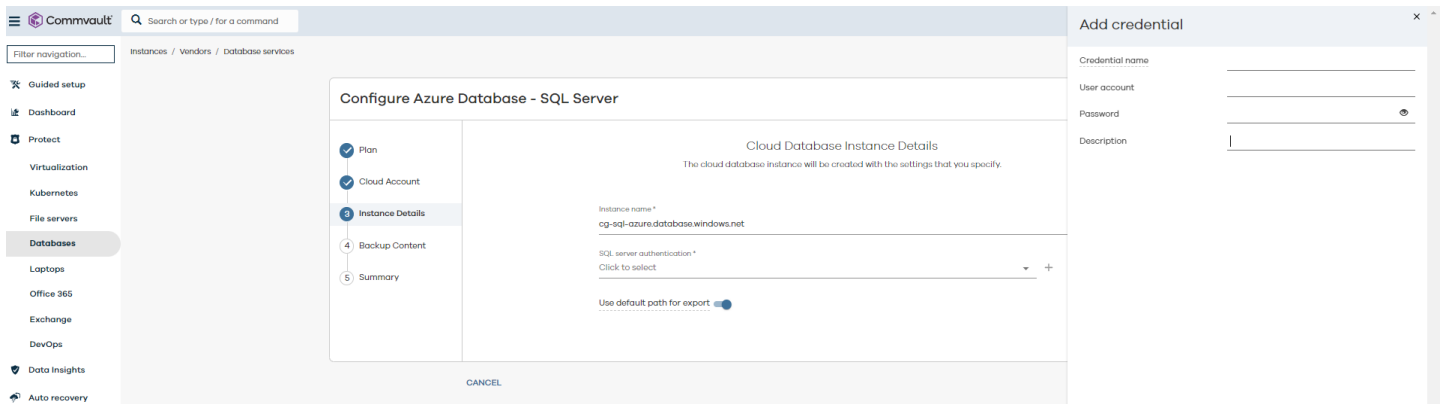 Commvault
Search or type / for a command
Filter navigation...
Guided setup
Dashboard
Protect
Virtualization
Kubernetes
File servers
Databases
Laptops
Office 365
Exchange
DevOps
Data Insights
Auto recovery
Instances / Vendors / Database services
Configure Azure Database - SQL Server
Plan
Cloud Account
3 Instance Details
4 Backup Content
5 Summary
Cloud Database Instance Details
The cloud database instance will be created with the settings that you specify.
Instance name *
cg-sql-azure.database.windows.net
SQL server authentication *
Click to select
Use default path for export
CANCEL
Add credential
Credential name
User account
Password
Description